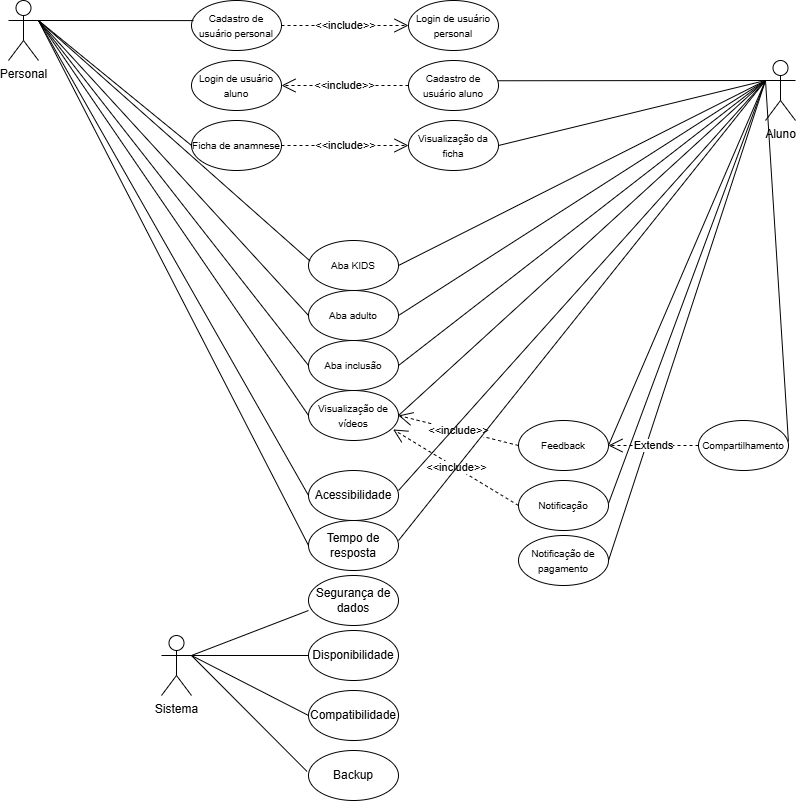 Cadastro de
usuário personal
<<include>>
Login de usuário
personal
Personal
Login de usuário
aluno
<<include>>
Cadastro de
usuário aluno
Aluno
Ficha de anamnese
<<include>>
Visualização da
ficha
Aba KIDS
Aba adulto
Aba inclusão
Visualização de
vídeos
<<include>>
Feedback
Extends
Compartilhamento
<<include>>
Acessibilidade
Notificação
Tempo de
resposta
Notificação de
pagamento
Segurança de
dados
Disponibilidade
Sistema
Compatibilidade
Backup